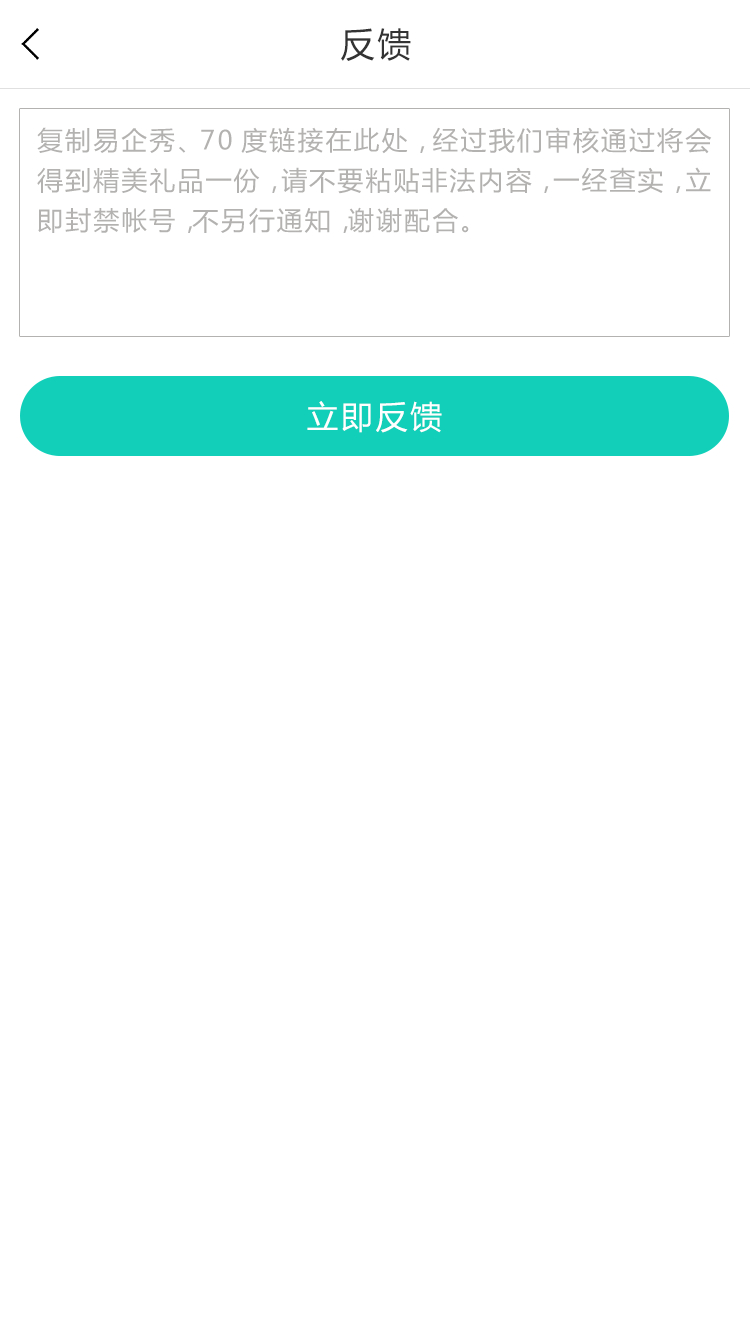 反馈
复制易企秀、70 度链接在此处 ,经过我们审核通过将会
得到精美礼品一份 ,请不要粘贴非法内容 ,一经查实 ,立
即封禁帐号 ,不另行通知 ,谢谢配合。
立即反馈